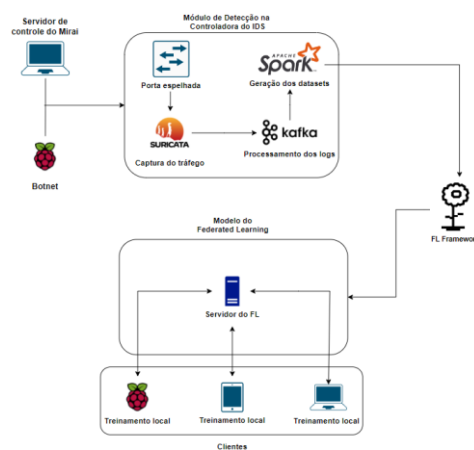 Servidor de
controle do Mirai
Módulo de Detecção na
Controladora do IDS
Porta espelhada
APACHE
Spark
Geração dos datasets
SURICATA
Captura do tráfego
kafka
Processamento dos logs
Botnet
FL Framework
Modelo do
Federated Learning
Servidor do FL
Treinamento local
Treinamento local
Treinamento local
Clientes